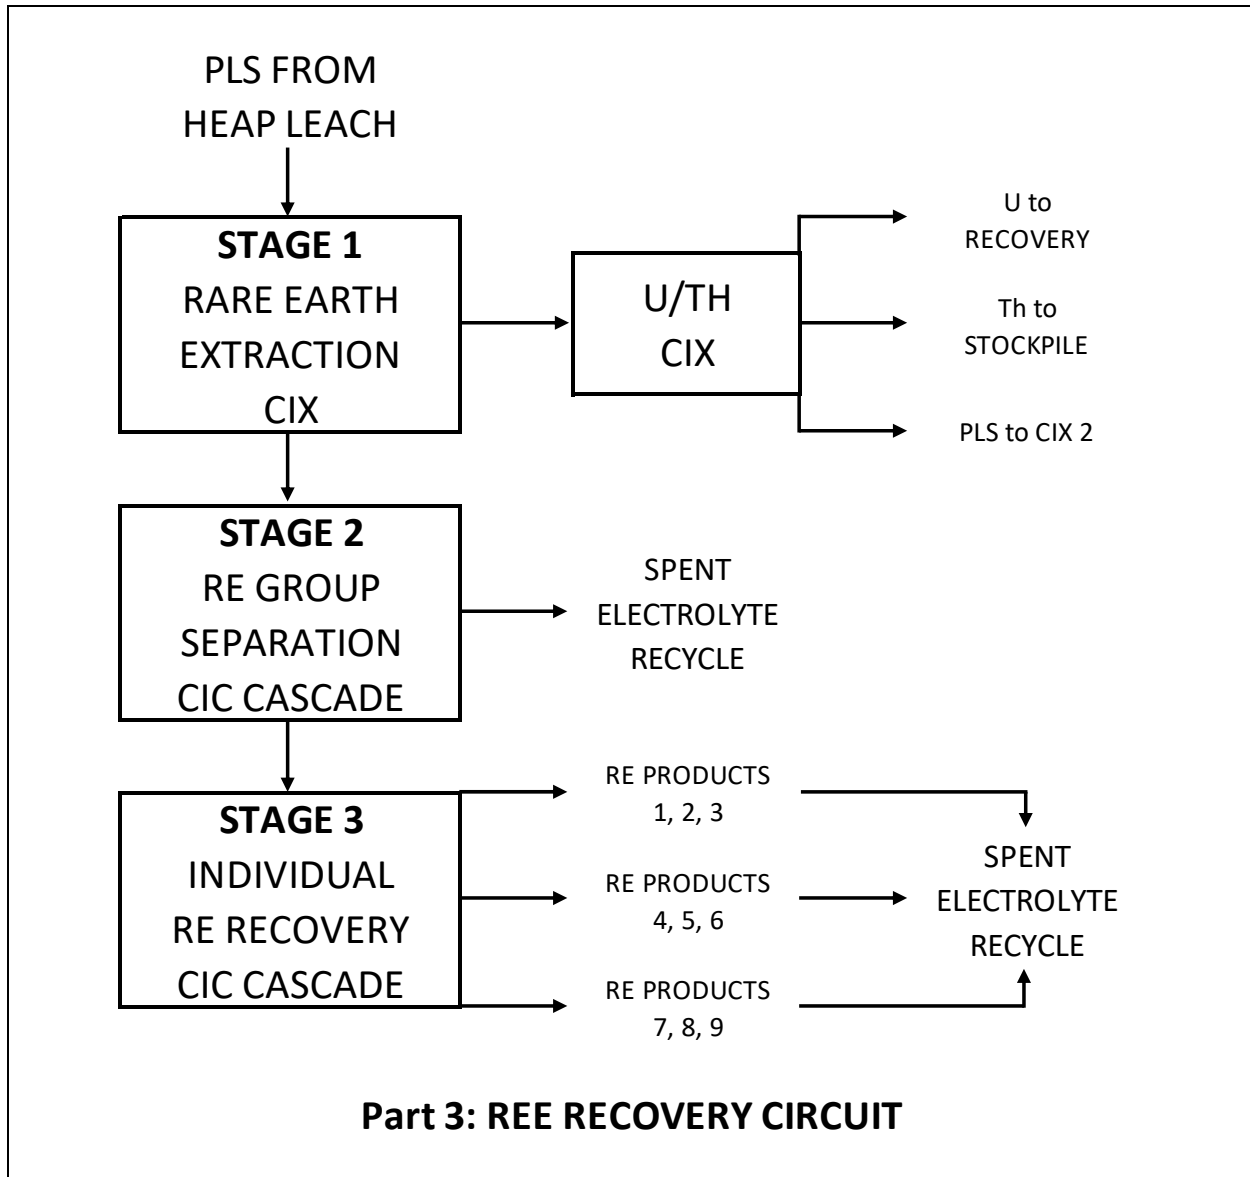 PLS FROM
HEAP LEACH
STAGE 1
RARE EARTH
EXTRACTION
CIX
U/TH
CIX
U to
RECOVERY
Th to
STOCKPILE
PLS to CIX 2
STAGE 2
RE GROUP
SEPARATION
CIC CASCADE
SPENT
ELECTROLYTE
RECYCLE
STAGE 3
INDIVIDUAL
RE RECOVERY
CIC CASCADE
RE PRODUCTS
1, 2, 3
RE PRODUCTS
4, 5, 6
RE PRODUCTS
7, 8, 9
SPENT
ELECTROLYTE
RECYCLE
Part 3: REE RECOVERY CIRCUIT